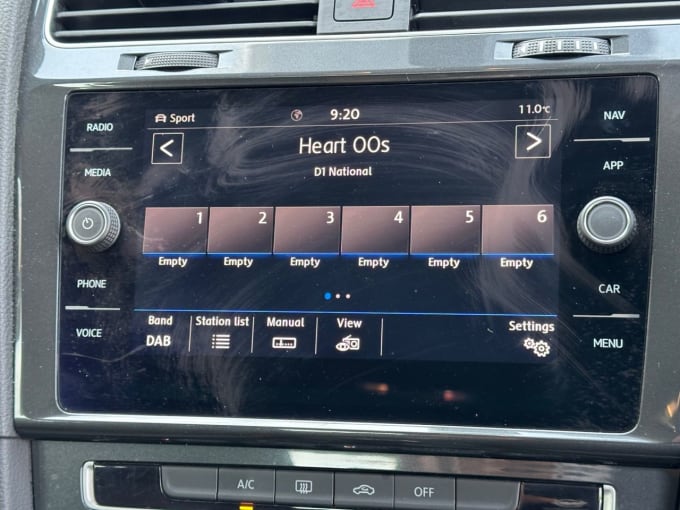 Sport 9:20 11.0°C
RADIO NAV
< Heart 00s >
D1 National
MEDIA APP
1 2 3 4 5 6
Empty Empty Empty Empty Empty Empty
PHONE CAR
Band Station list Manual View Settings
DAB
VOICE MENU
A/C OFF